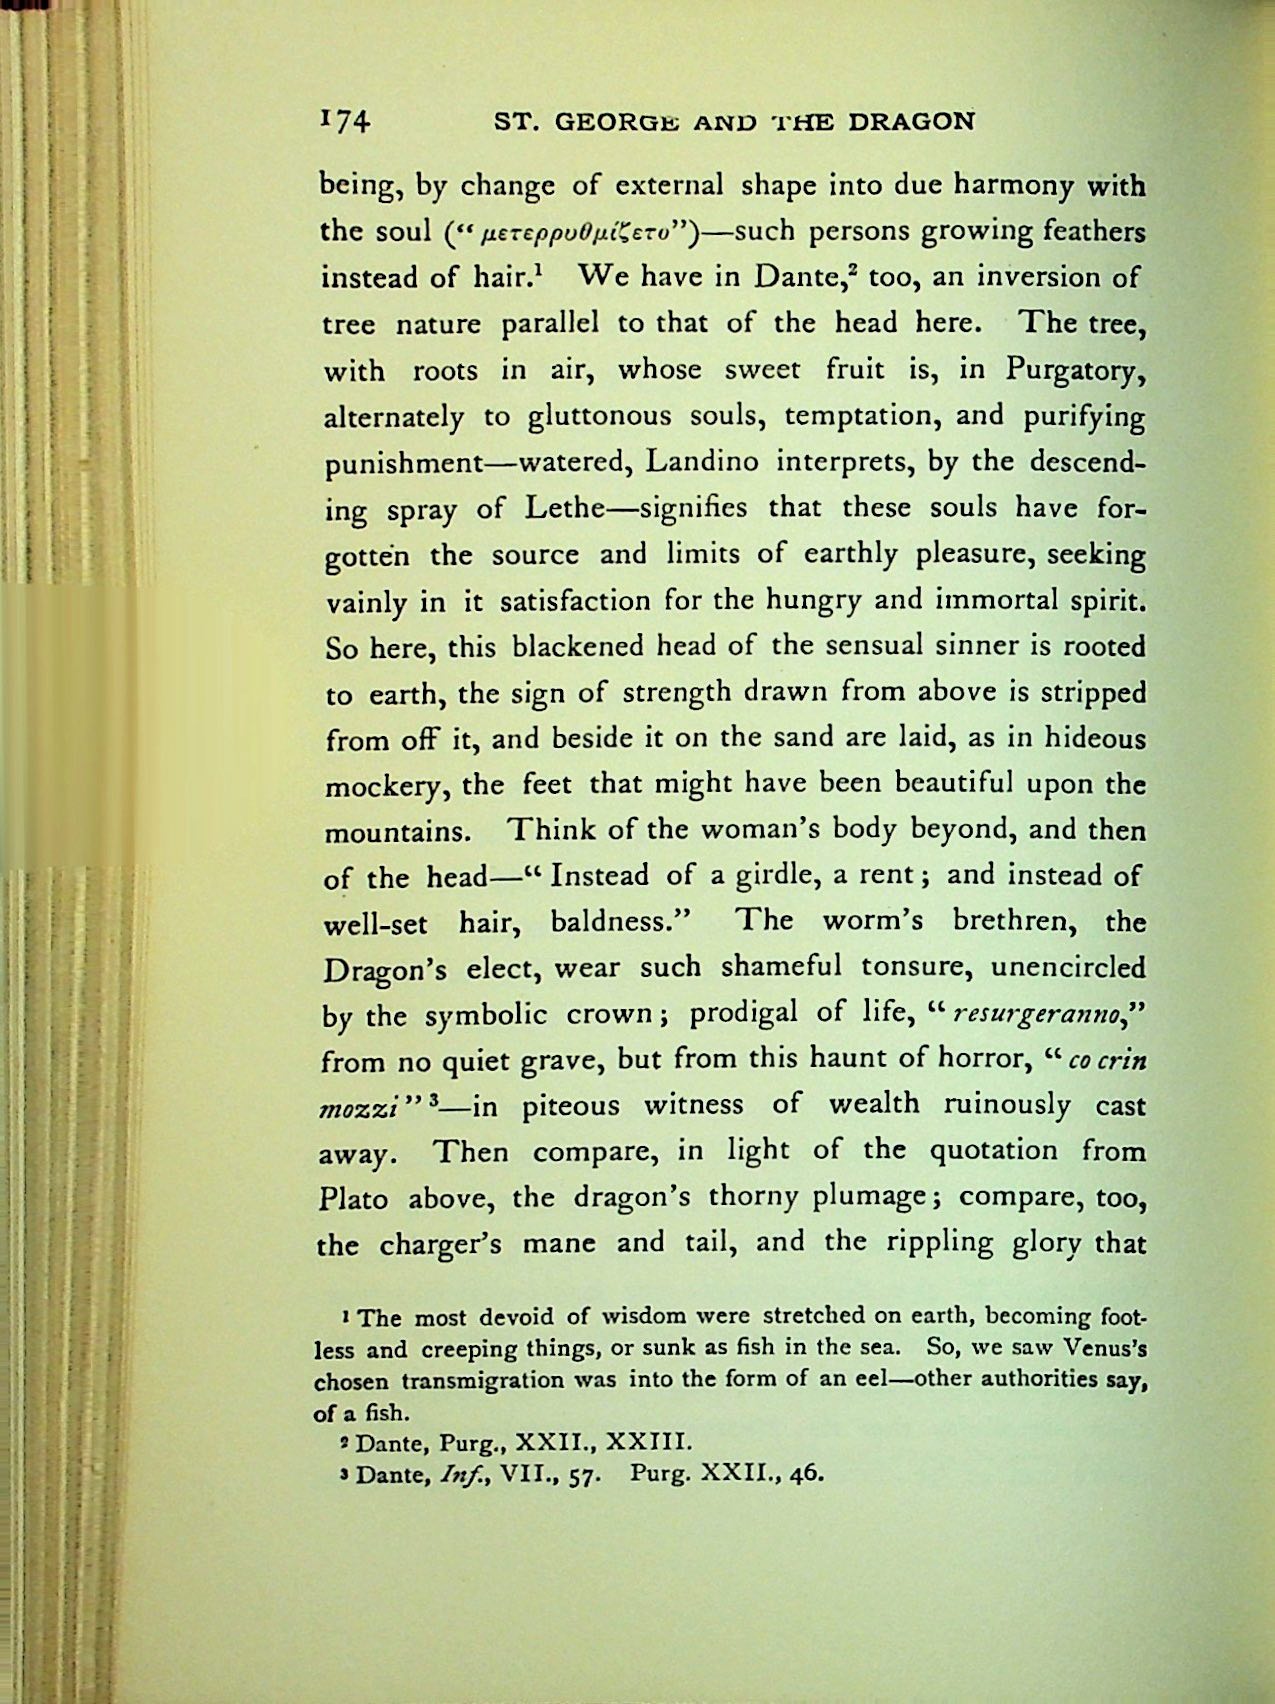 174 ST. GEORGE AND THE DRAGON
being, by change of external shape into due harmony with
the soul (“ μετερρυθμίζετο”)—such persons growing feathers
instead of hair.¹ We have in Dante,² too, an inversion of
tree nature parallel to that of the head here. The tree,
with roots in air, whose sweet fruit is, in Purgatory,
alternately to gluttonous souls, temptation, and purifying
punishment—watered, Landino interprets, by the descend-
ing spray of Lethe—signifies that these souls have for-
gotten the source and limits of earthly pleasure, seeking
vainly in it satisfaction for the hungry and immortal spirit.
So here, this blackened head of the sensual sinner is rooted
to earth, the sign of strength drawn from above is stripped
from off it, and beside it on the sand are laid, as in hideous
mockery, the feet that might have been beautiful upon the
mountains. Think of the woman’s body beyond, and then
of the head—“ Instead of a girdle, a rent ; and instead of
well-set hair, baldness.” The worm’s brethren, the
Dragon’s elect, wear such shameful tonsure, unencircled
by the symbolic crown ; prodigal of life, “ resurgeranno,”
from no quiet grave, but from this haunt of horror, “ co crin
mozzi ” ³—in piteous witness of wealth ruinously cast
away. Then compare, in light of the quotation from
Plato above, the dragon’s thorny plumage ; compare, too,
the charger’s mane and tail, and the rippling glory that
¹ The most devoid of wisdom were stretched on earth, becoming foot-
less and creeping things, or sunk as fish in the sea. So, we saw Venus’s
chosen transmigration was into the form of an eel—other authorities say,
of a fish.
² Dante, Purg., XXII., XXIII.
³ Dante, Inf., VII., 57. Purg. XXII., 46.